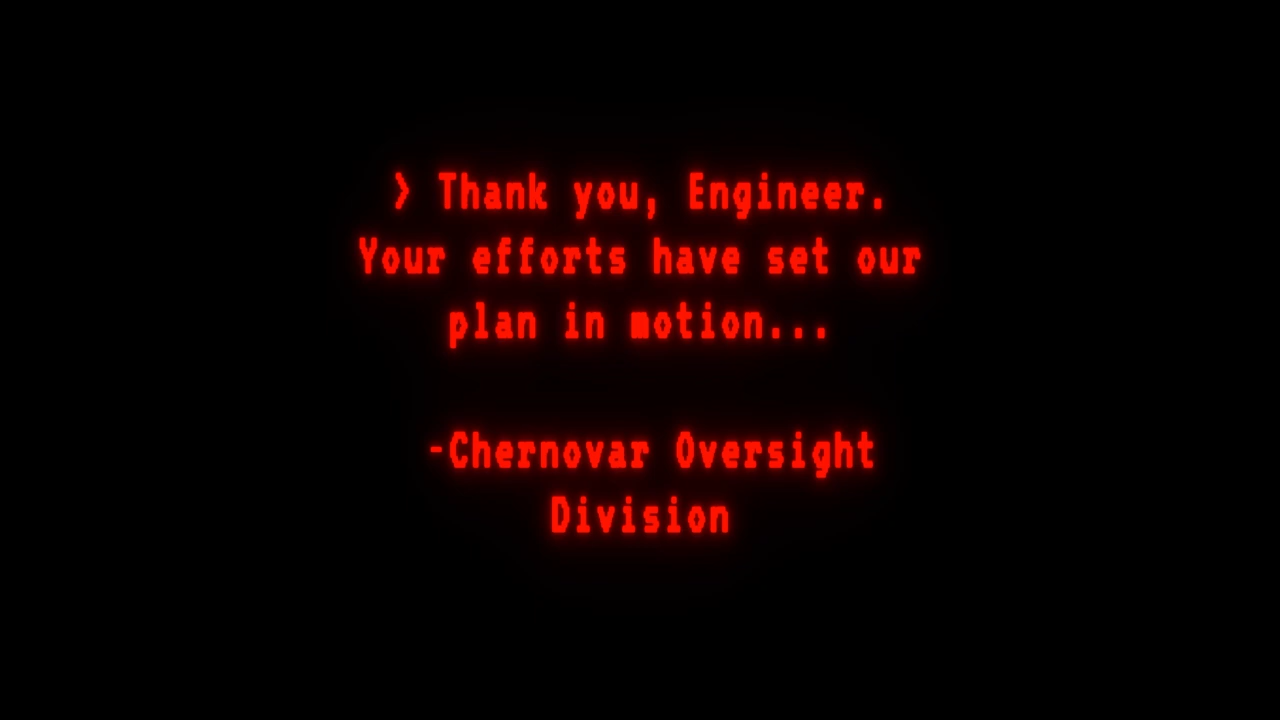 > Thank you, Engineer.
Your efforts have set our
plan in motion...
-Chernovar Oversight
Division